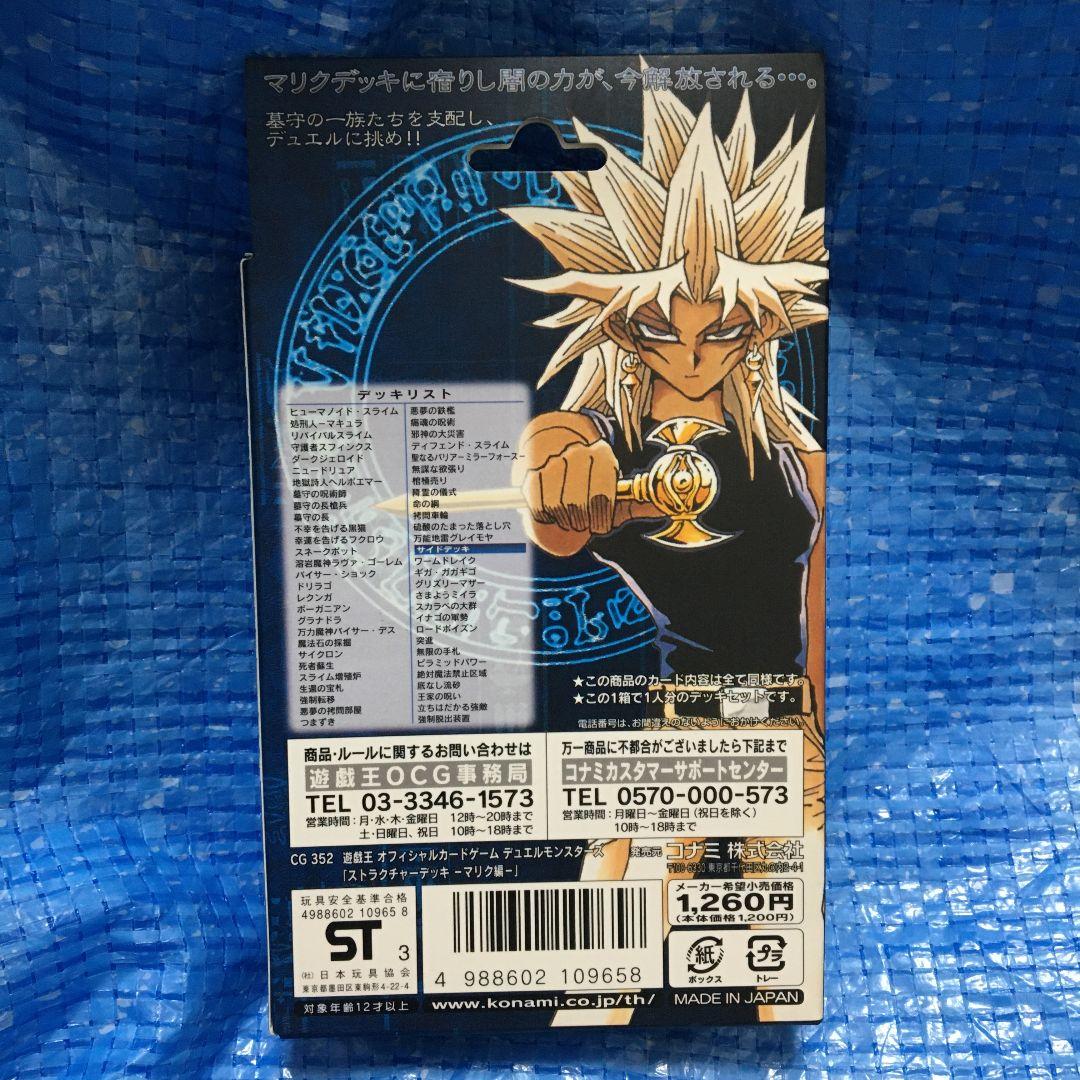 マリクデッキに宿りし闇の力が、今解放される…。
墓守の一族たちを支配し、
デュエルに挑め!!
デッキリスト
ヒューマノイド・スライム
処刑人-マキュラ
リバイバルスライム
守護者スフィンクス
ダークジェロイド
ニュードリュア
地獄詩人ヘルポエマー
墓守の呪術師
墓守の長槍兵
墓守の長
不幸を告げる黒猫
幸運を告げるフクロウ
スネークポット
溶岩魔神ラヴァ・ゴーレム
バイサー・ショック
ドリラゴ
レクンガ
ボーガニアン
グラナドラ
万力魔神バイサー・デス
魔法石の採掘
サイクロン
死者蘇生
スライム増殖炉
生還の宝札
強制転移
悪夢の拷問部屋
つまずき
悪夢の鉄檻
痛魂の呪術
邪神の大災害
ディフェンド・スライム
聖なるバリア-ミラーフォース-
無謀な欲張り
棺桶売り
降霊の儀式
命の綱
拷問車輪
硫酸のたまった落とし穴
万能地雷グレイモヤ
サイドデッキ
ワームドレイク
ギガ・ガガギゴ
グリズリーマザー
さまようミイラ
スカラベの大群
イナゴの軍勢
ロードポイズン
突進
無限の手札
ピラミッドパワー
絶対魔法禁止区域
底なし流砂
王家の呪い
立ちはだかる強敵
強制脱出装置
★この商品のカード内容は全て同様です。
★この1箱で1人分のデッキセットです。
電話番号は、お間違えのないようにおかけください。
商品・ルールに関するお問い合わせは
遊戯王OCG事務局
TEL 03-3346-1573
営業時間:月・水・木・金曜日 12時~20時まで
土・日曜日、祝日 10時~18時まで
万一商品に不都合がございましたら下記まで
コナミカスタマーサポートセンター
TEL 0570-000-573
営業時間:月曜日~金曜日(祝日を除く)
10時~18時まで
CG 352 遊戯王 オフィシャルカードゲーム デュエルモンスターズ
「ストラクチャーデッキ -マリク編-」
発売元 コナミ 株式会社
玩具安全基準合格
4988602 10965 8
ST 3
(社)日本玩具協会
東京都墨田区東駒形4-22-4
対象年齢12才以上
4 988602 109658
www.konami.co.jp/th/
メーカー希望小売価格
1,260円
(本体価格1,200円)
紙
ボックス
プラ
トレー
MADE IN JAPAN